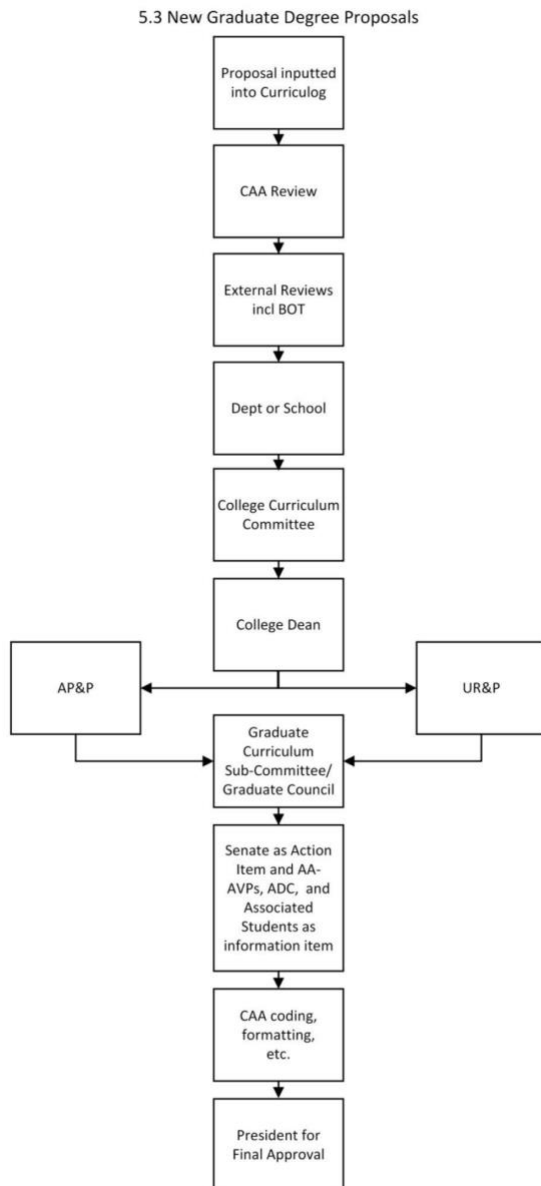 5.3 New Graduate Degree Proposals
Proposal inputted
into Curriculog
CAA Review
External Reviews
incl BOT
Dept or School
College Curriculum
Committee
College Dean
AP&P
UR&P
Graduate
Curriculum
Sub-Committee/
Graduate Council
Senate as Action
Item and AA-
AVPs, ADC, and
Associated
Students as
information item
CAA coding,
formatting,
etc.
President for
Final Approval